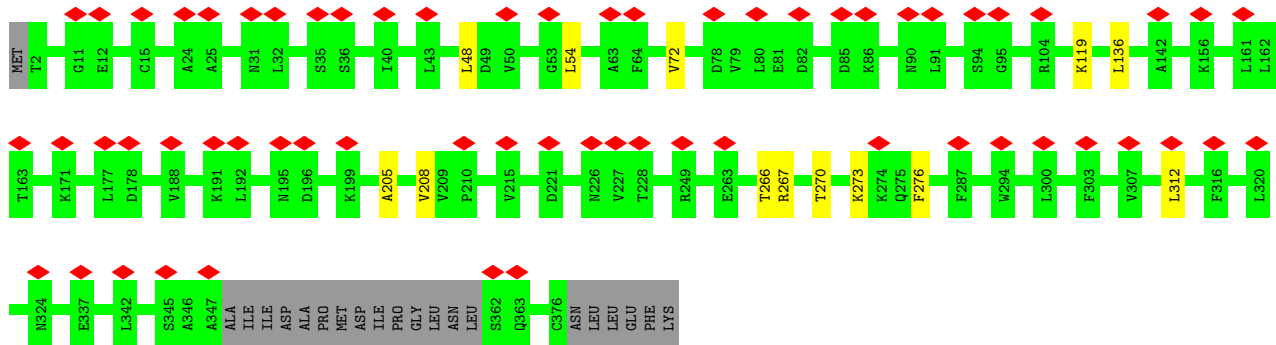 MET T2 G11 E12 C15 A24 A25 N31 L32 S35 S36 I40 L43 L48 D49 V50 G53 L54 A63 F64 V72 D78 V79 L80 E81 D82 D85 K86 N90 L91 S94 G95 R104 K119 L136 A142 K156 L161 L162
T163 K171 L177 D178 V188 K191 L192 N195 D196 K199 A205 V208 V209 P210 V215 D221 N226 V227 T228 R249 E263 T266 R267 T270 K273 K274 Q275 F276 F287 W294 L300 F303 V307 L312 F316 L320
N324 E337 L342 S345 A346 A347 ALA ILE ILE ASP ALA PRO MET ASP ILE PRO GLY LEU ASN LEU S362 Q363 C376 ASN LEU LEU GLU PHE LYS